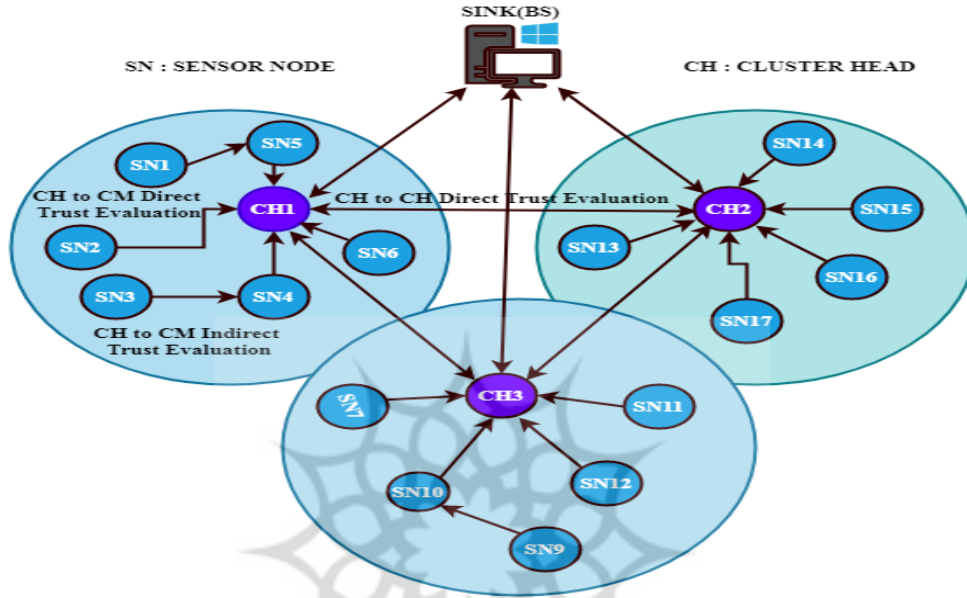 SINK(BS)
SN : SENSOR NODE
CH : CLUSTER HEAD
SN1
SN5
SN14
CH to CM Direct
Trust Evaluation
CH1
CH to CH Direct Trust Evaluation
CH2
SN15
SN2
SN6
SN13
SN16
SN3
SN4
SN17
CH to CM Indirect
Trust Evaluation
CH3
SN7
SN11
SN10
SN12
SN9